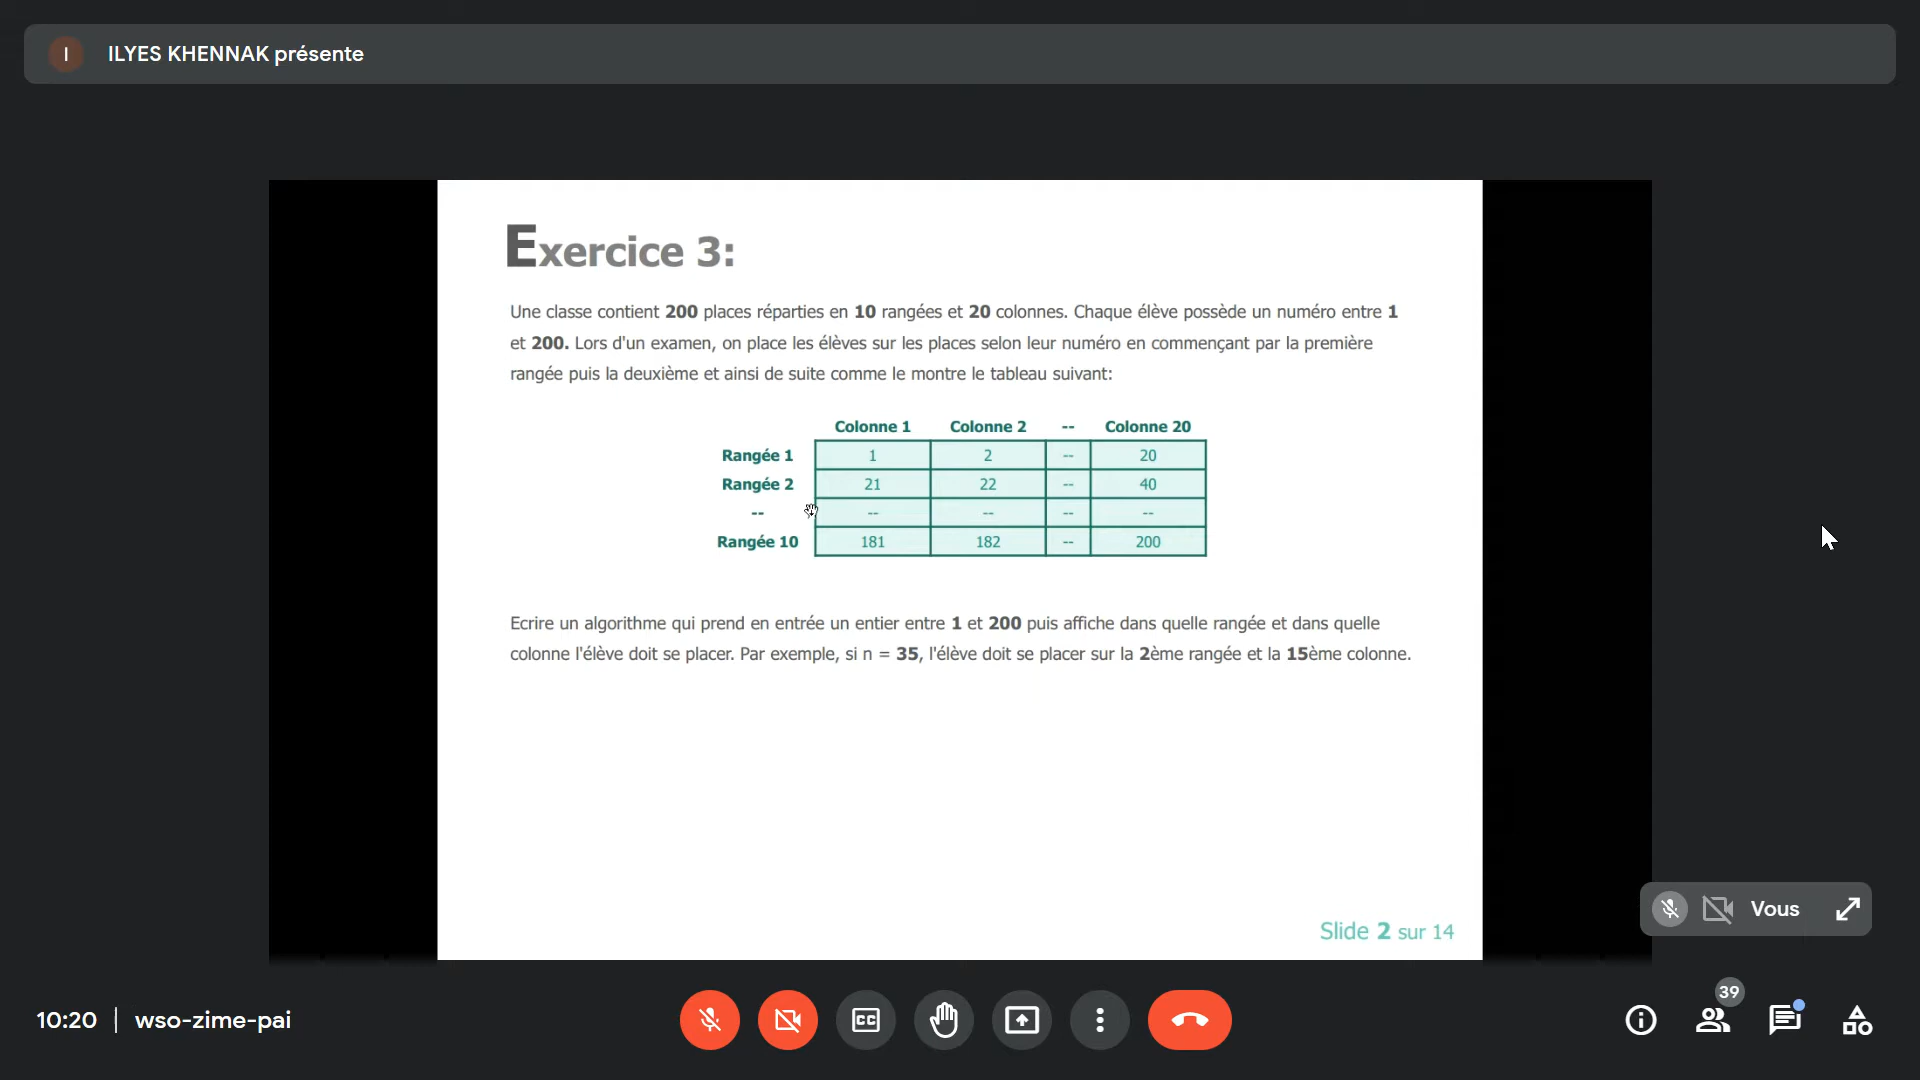 I ILYES KHENNAK présente
Exercice 3:
Une classe contient 200 places réparties en 10 rangées et 20 colonnes. Chaque élève possède un numéro entre 1
et 200. Lors d'un examen, on place les élèves sur les places selon leur numéro en commençant par la première
rangée puis la deuxième et ainsi de suite comme le montre le tableau suivant:
Colonne 1 Colonne 2 -- Colonne 20
Rangée 1 1 2 -- 20
Rangée 2 21 22 -- 40
-- -- -- -- --
Rangée 10 181 182 -- 200
Ecrire un algorithme qui prend en entrée un entier entre 1 et 200 puis affiche dans quelle rangée et dans quelle
colonne l'élève doit se placer. Par exemple, si n = 35, l'élève doit se placer sur la 2ème rangée et la 15ème colonne.
Slide 2 sur 14
Vous
10:20 | wso-zime-pai
CC
39